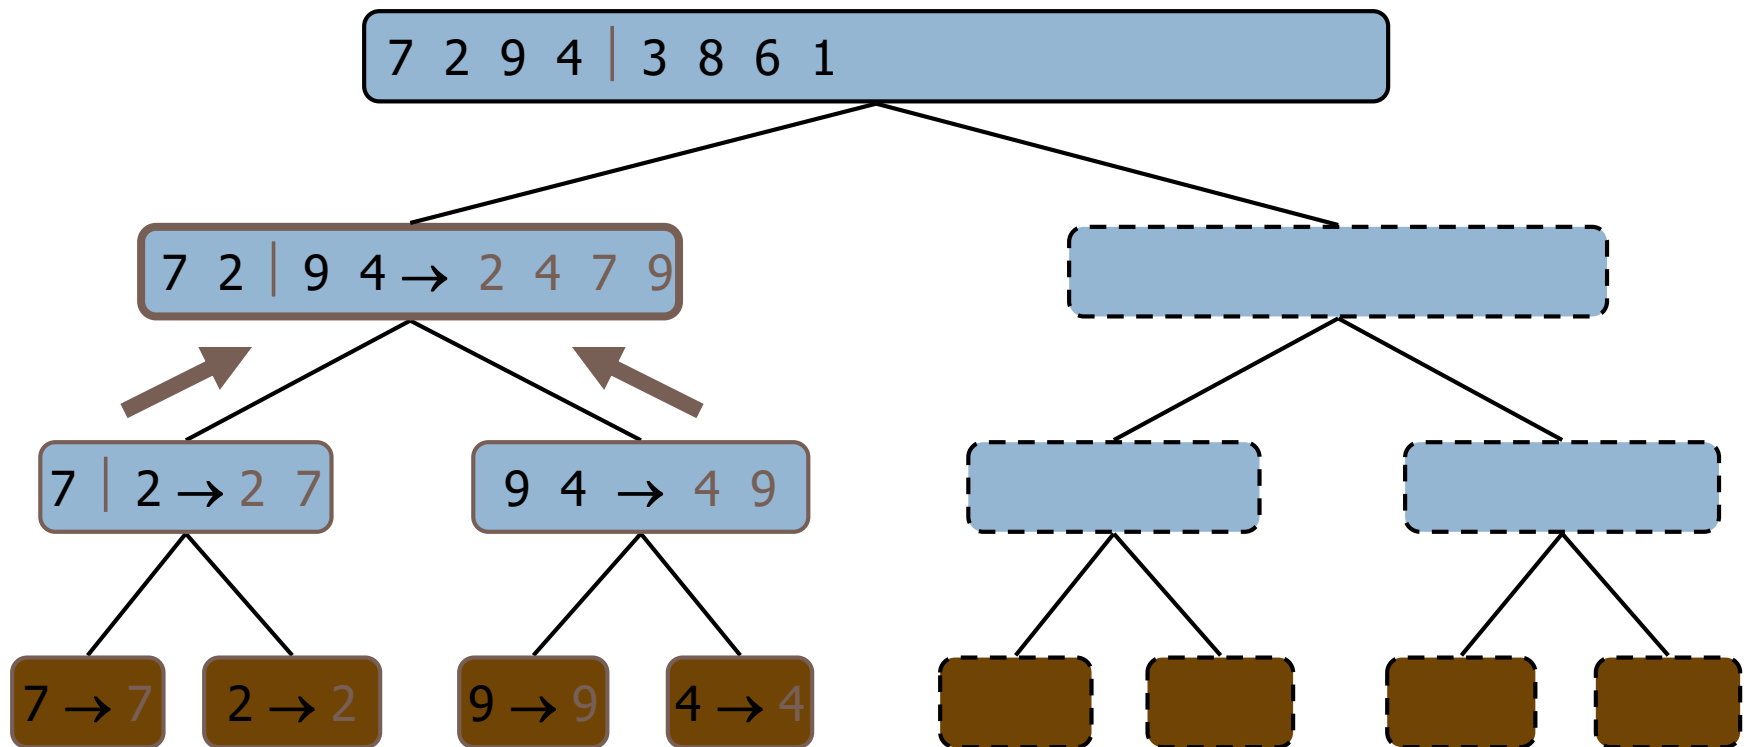 7 2 9 4 | 3 8 6 1
7 2 | 9 4 → 2 4 7 9
7 | 2 → 2 7
9 4 → 4 9
7 → 7
2 → 2
9 → 9
4 → 4